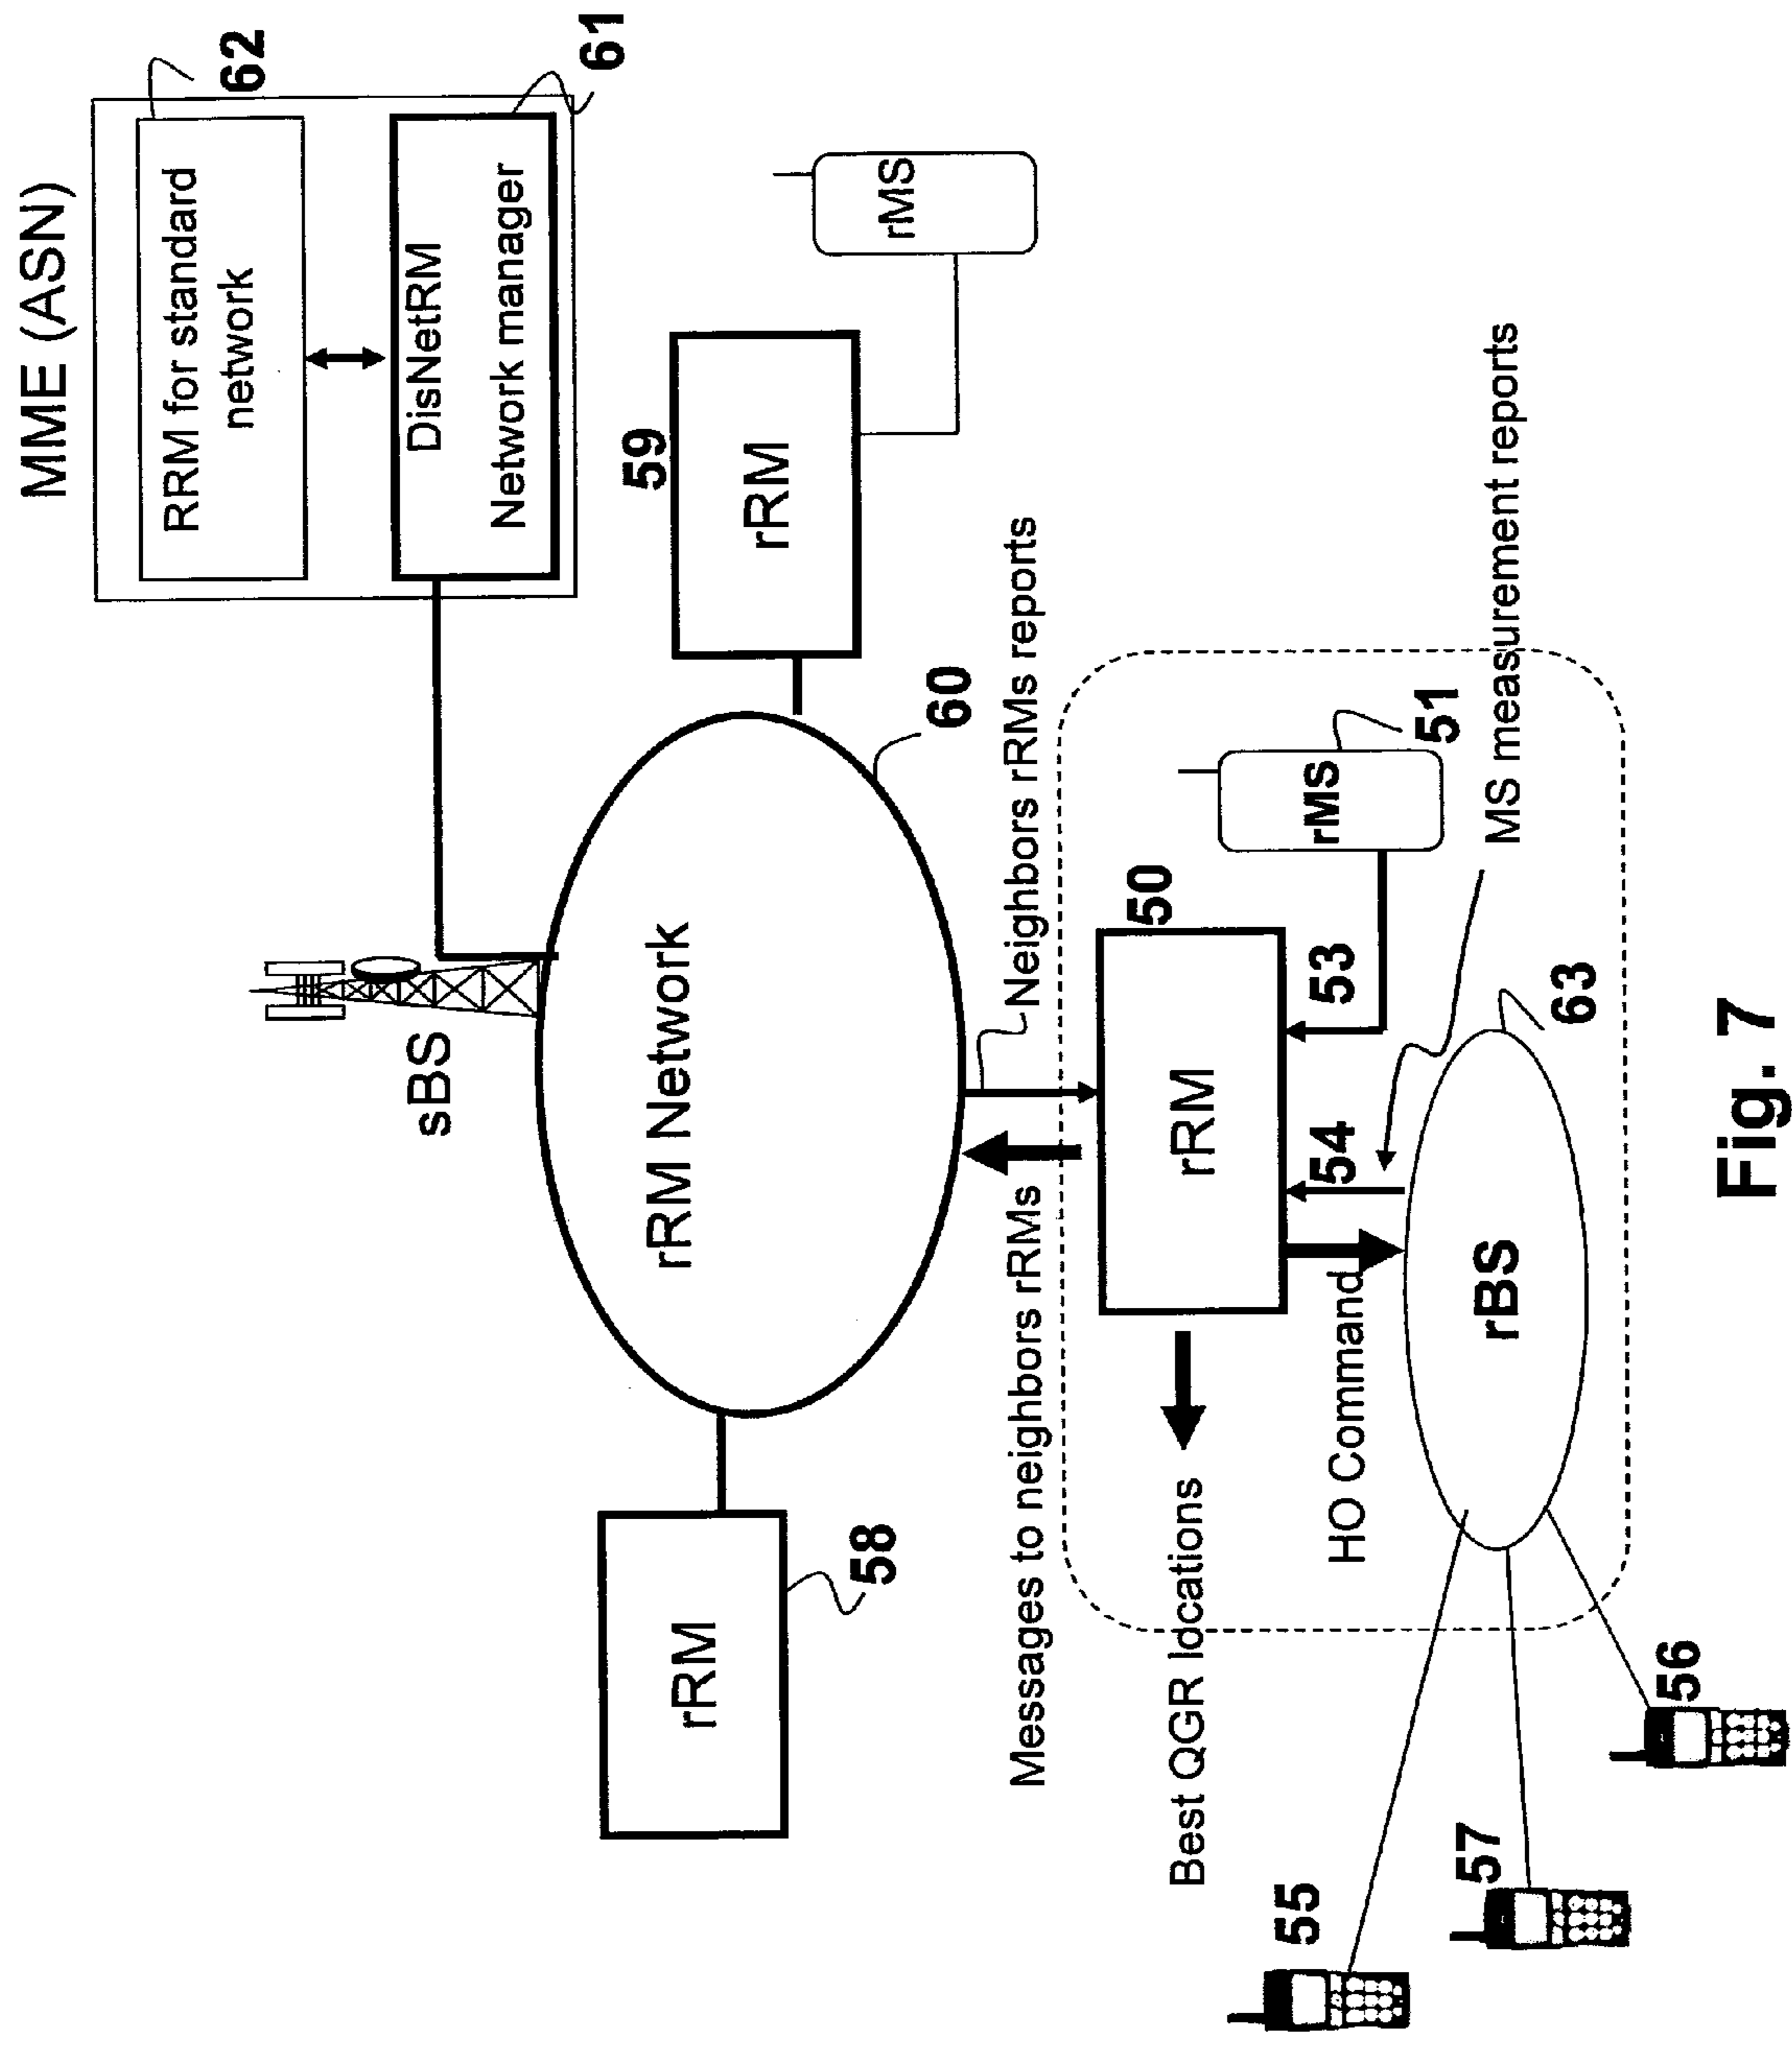 MME (ASN)
RRM for standard
network
62
DisNetRM
Network manager
61
sBS
rRM Network
60
rRM
58
rRM
59
rMS
Messages to neighbors rRMs
Neighbors rRMs reports
rRM
50
Best QGR locations
HO Command
54
53
rMS
51
MS measurement reports
rBS
63
55
57
56
Fig. 7